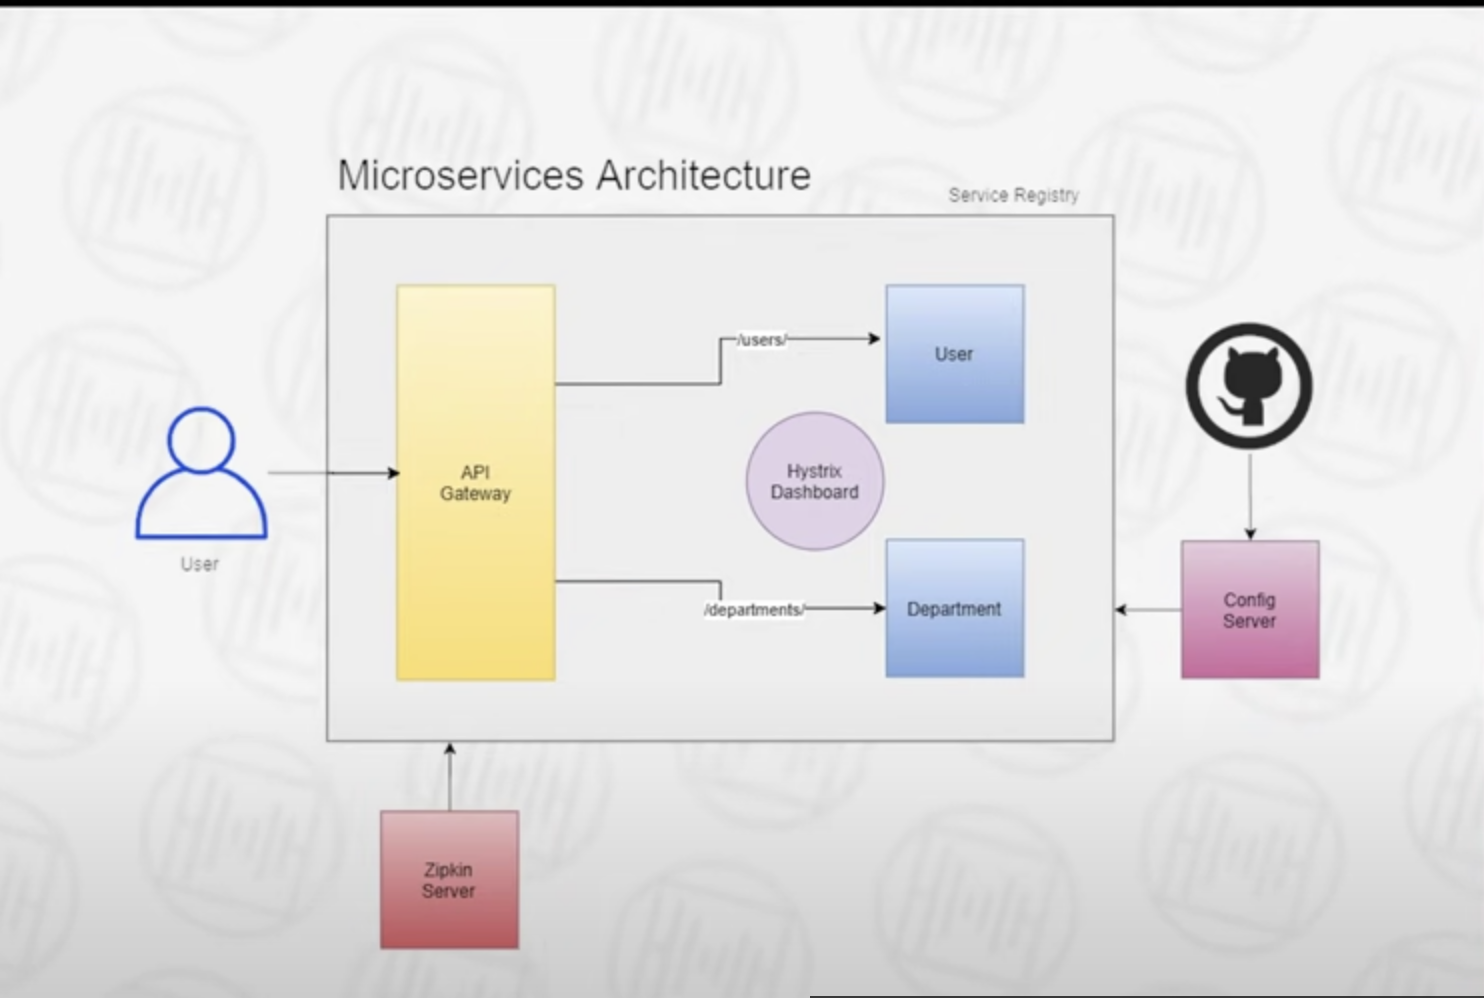 Microservices Architecture
Service Registry
/users/
User
API
Gateway
Hystrix
Dashboard
User
/departments/
Department
Config
Server
Zipkin
Server